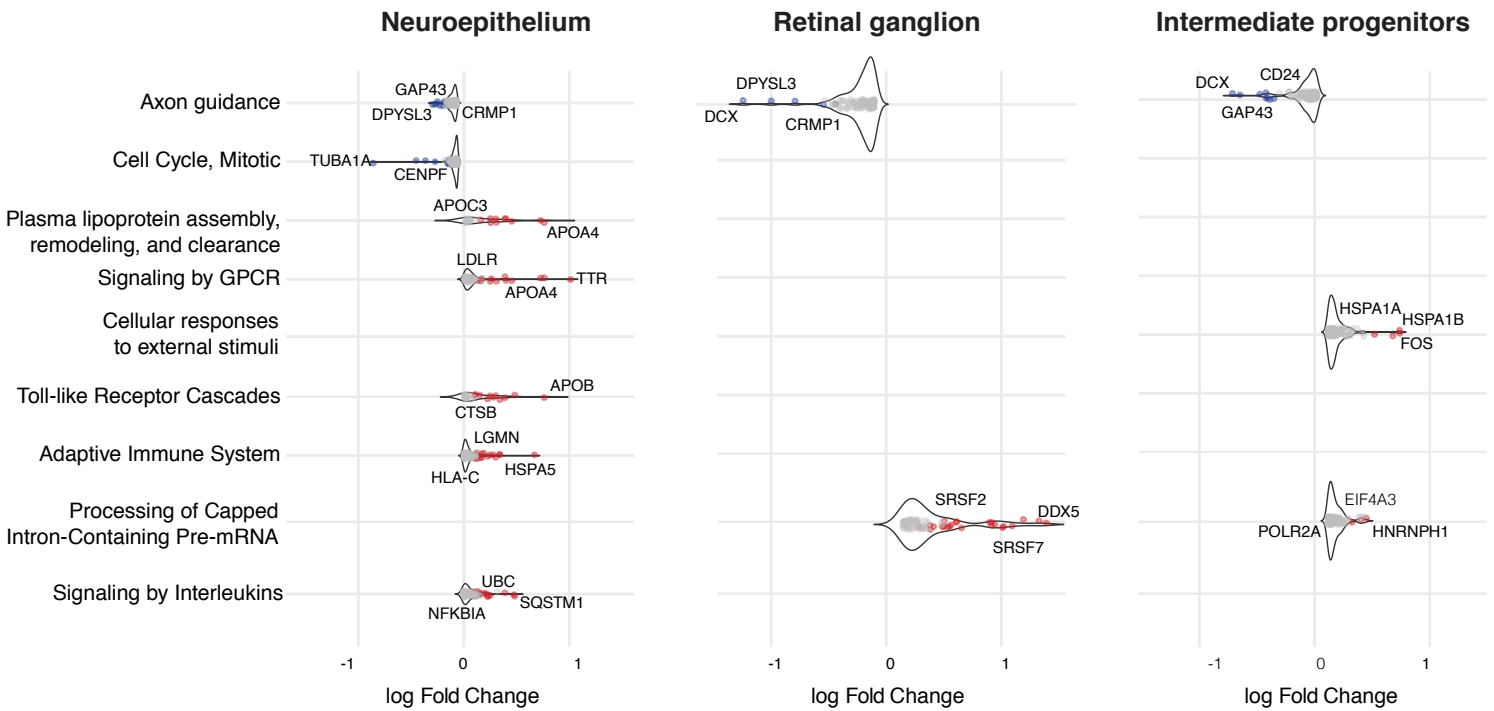 Neuroepithelium
Retinal ganglion
Intermediate progenitors
Axon guidance
GAP43
DPYSL3
CRMP1
DPYSL3
DCX
CRMP1
DCX
CD24
GAP43
Cell Cycle, Mitotic
TUBA1A
CENPF
Plasma lipoprotein assembly,
remodeling, and clearance
APOC3
APOA4
Signaling by GPCR
LDLR
APOA4
TTR
Cellular responses
to external stimuli
HSPA1A
HSPA1B
FOS
Toll-like Receptor Cascades
APOB
CTSB
Adaptive Immune System
LGMN
HLA-C
HSPA5
Processing of Capped
Intron-Containing Pre-mRNA
SRSF2
DDX5
SRSF7
EIF4A3
POLR2A
HNRNPH1
Signaling by Interleukins
UBC
NFKBIA
SQSTM1
-1 0 1
-1 0 1
-1 0 1
log Fold Change
log Fold Change
log Fold Change